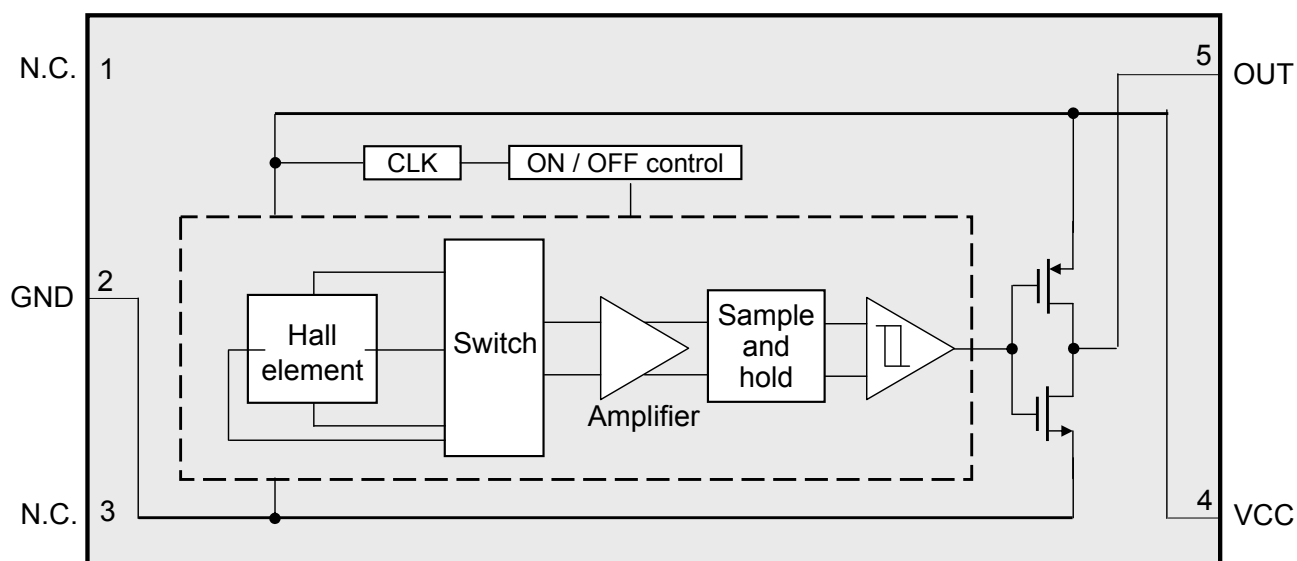 N.C. 1
5 OUT
CLK
ON / OFF control
2
GND
Hall
element
Switch
Amplifier
Sample
and
hold
N.C. 3
4 VCC